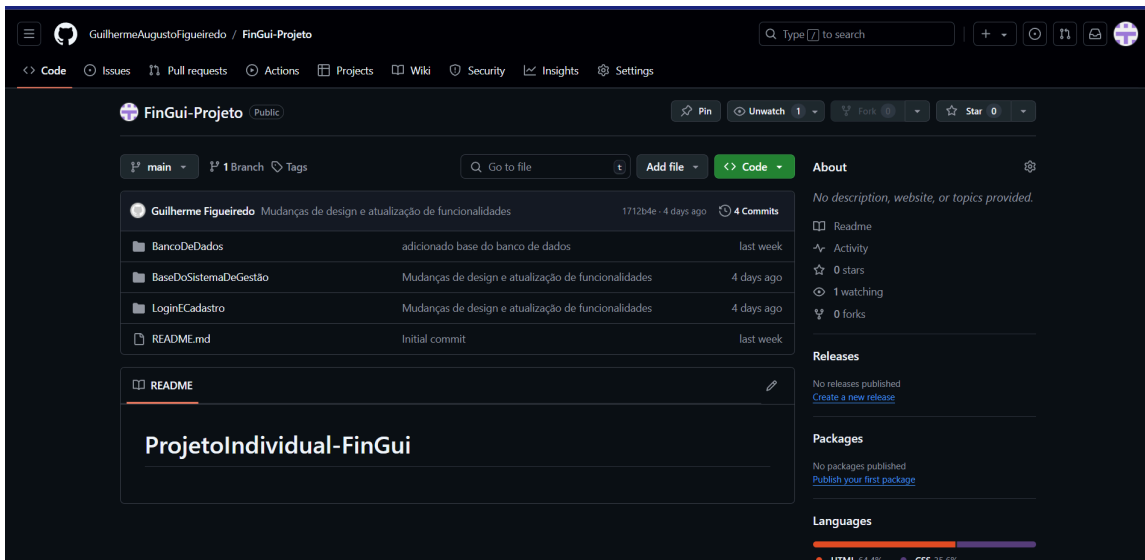 GuilhermeAugustoFigueiredo / FinGui-Projeto
Type / to search
Code Issues Pull requests Actions Projects Wiki Security Insights Settings
FinGui-Projeto Public
Pin Unwatch 1 Fork 0 Star 0
main 1 Branch Tags
Go to file t
Add file Code
Guilherme Figueiredo Mudanças de design e atualização de funcionalidades 1712b4e · 4 days ago 4 Commits
BancoDeDados adicionado base do banco de dados last week
BaseDoSistemaDeGestão Mudanças de design e atualização de funcionalidades 4 days ago
LoginECadastro Mudanças de design e atualização de funcionalidades 4 days ago
README.md Initial commit last week
README
ProjetoIndividual-FinGui
About
No description, website, or topics provided.
Readme
Activity
0 stars
1 watching
0 forks
Releases
No releases published
Create a new release
Packages
No packages published
Publish your first package
Languages